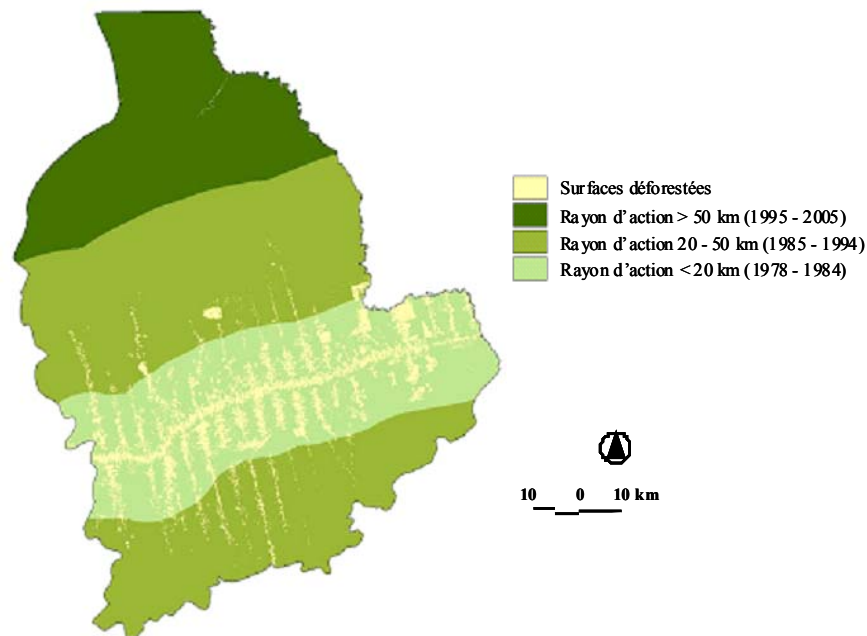 Surfaces déforestées
Rayon d'action > 50 km (1995 - 2005)
Rayon d'action 20 - 50 km (1985 - 1994)
Rayon d'action < 20 km (1978 - 1984)
10 0 10 km